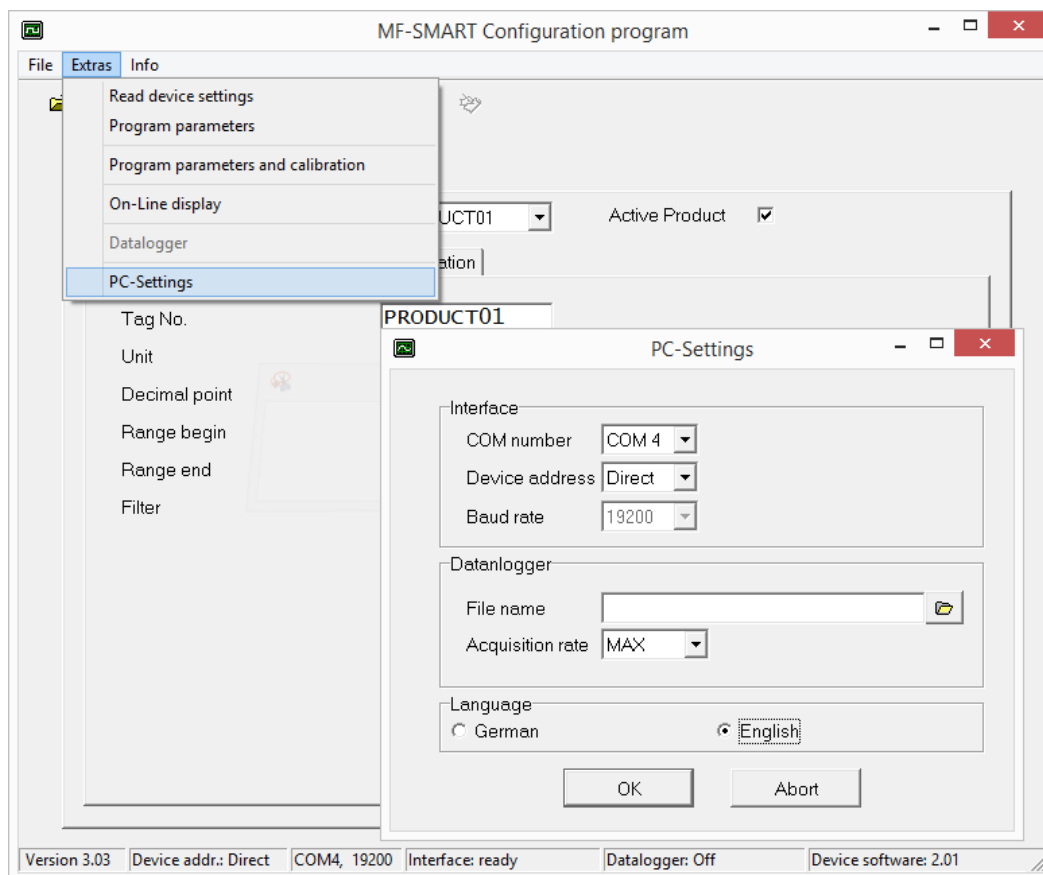 MF-SMART Configuration program
File Extras Info
Read device settings
Program parameters
Program parameters and calibration
On-Line display
Datalogger
PC-Settings
UCT01 Active Product
ation
Tag No. PRODUCT01
Unit
Decimal point
Range begin
Range end
Filter
PC-Settings
Interface
COM number COM 4
Device address Direct
Baud rate 19200
Datanlogger
File name
Acquisition rate MAX
Language
German English
OK Abort
Version 3.03 Device addr.: Direct COM4, 19200 Interface: ready Datalogger: Off Device software: 2.01